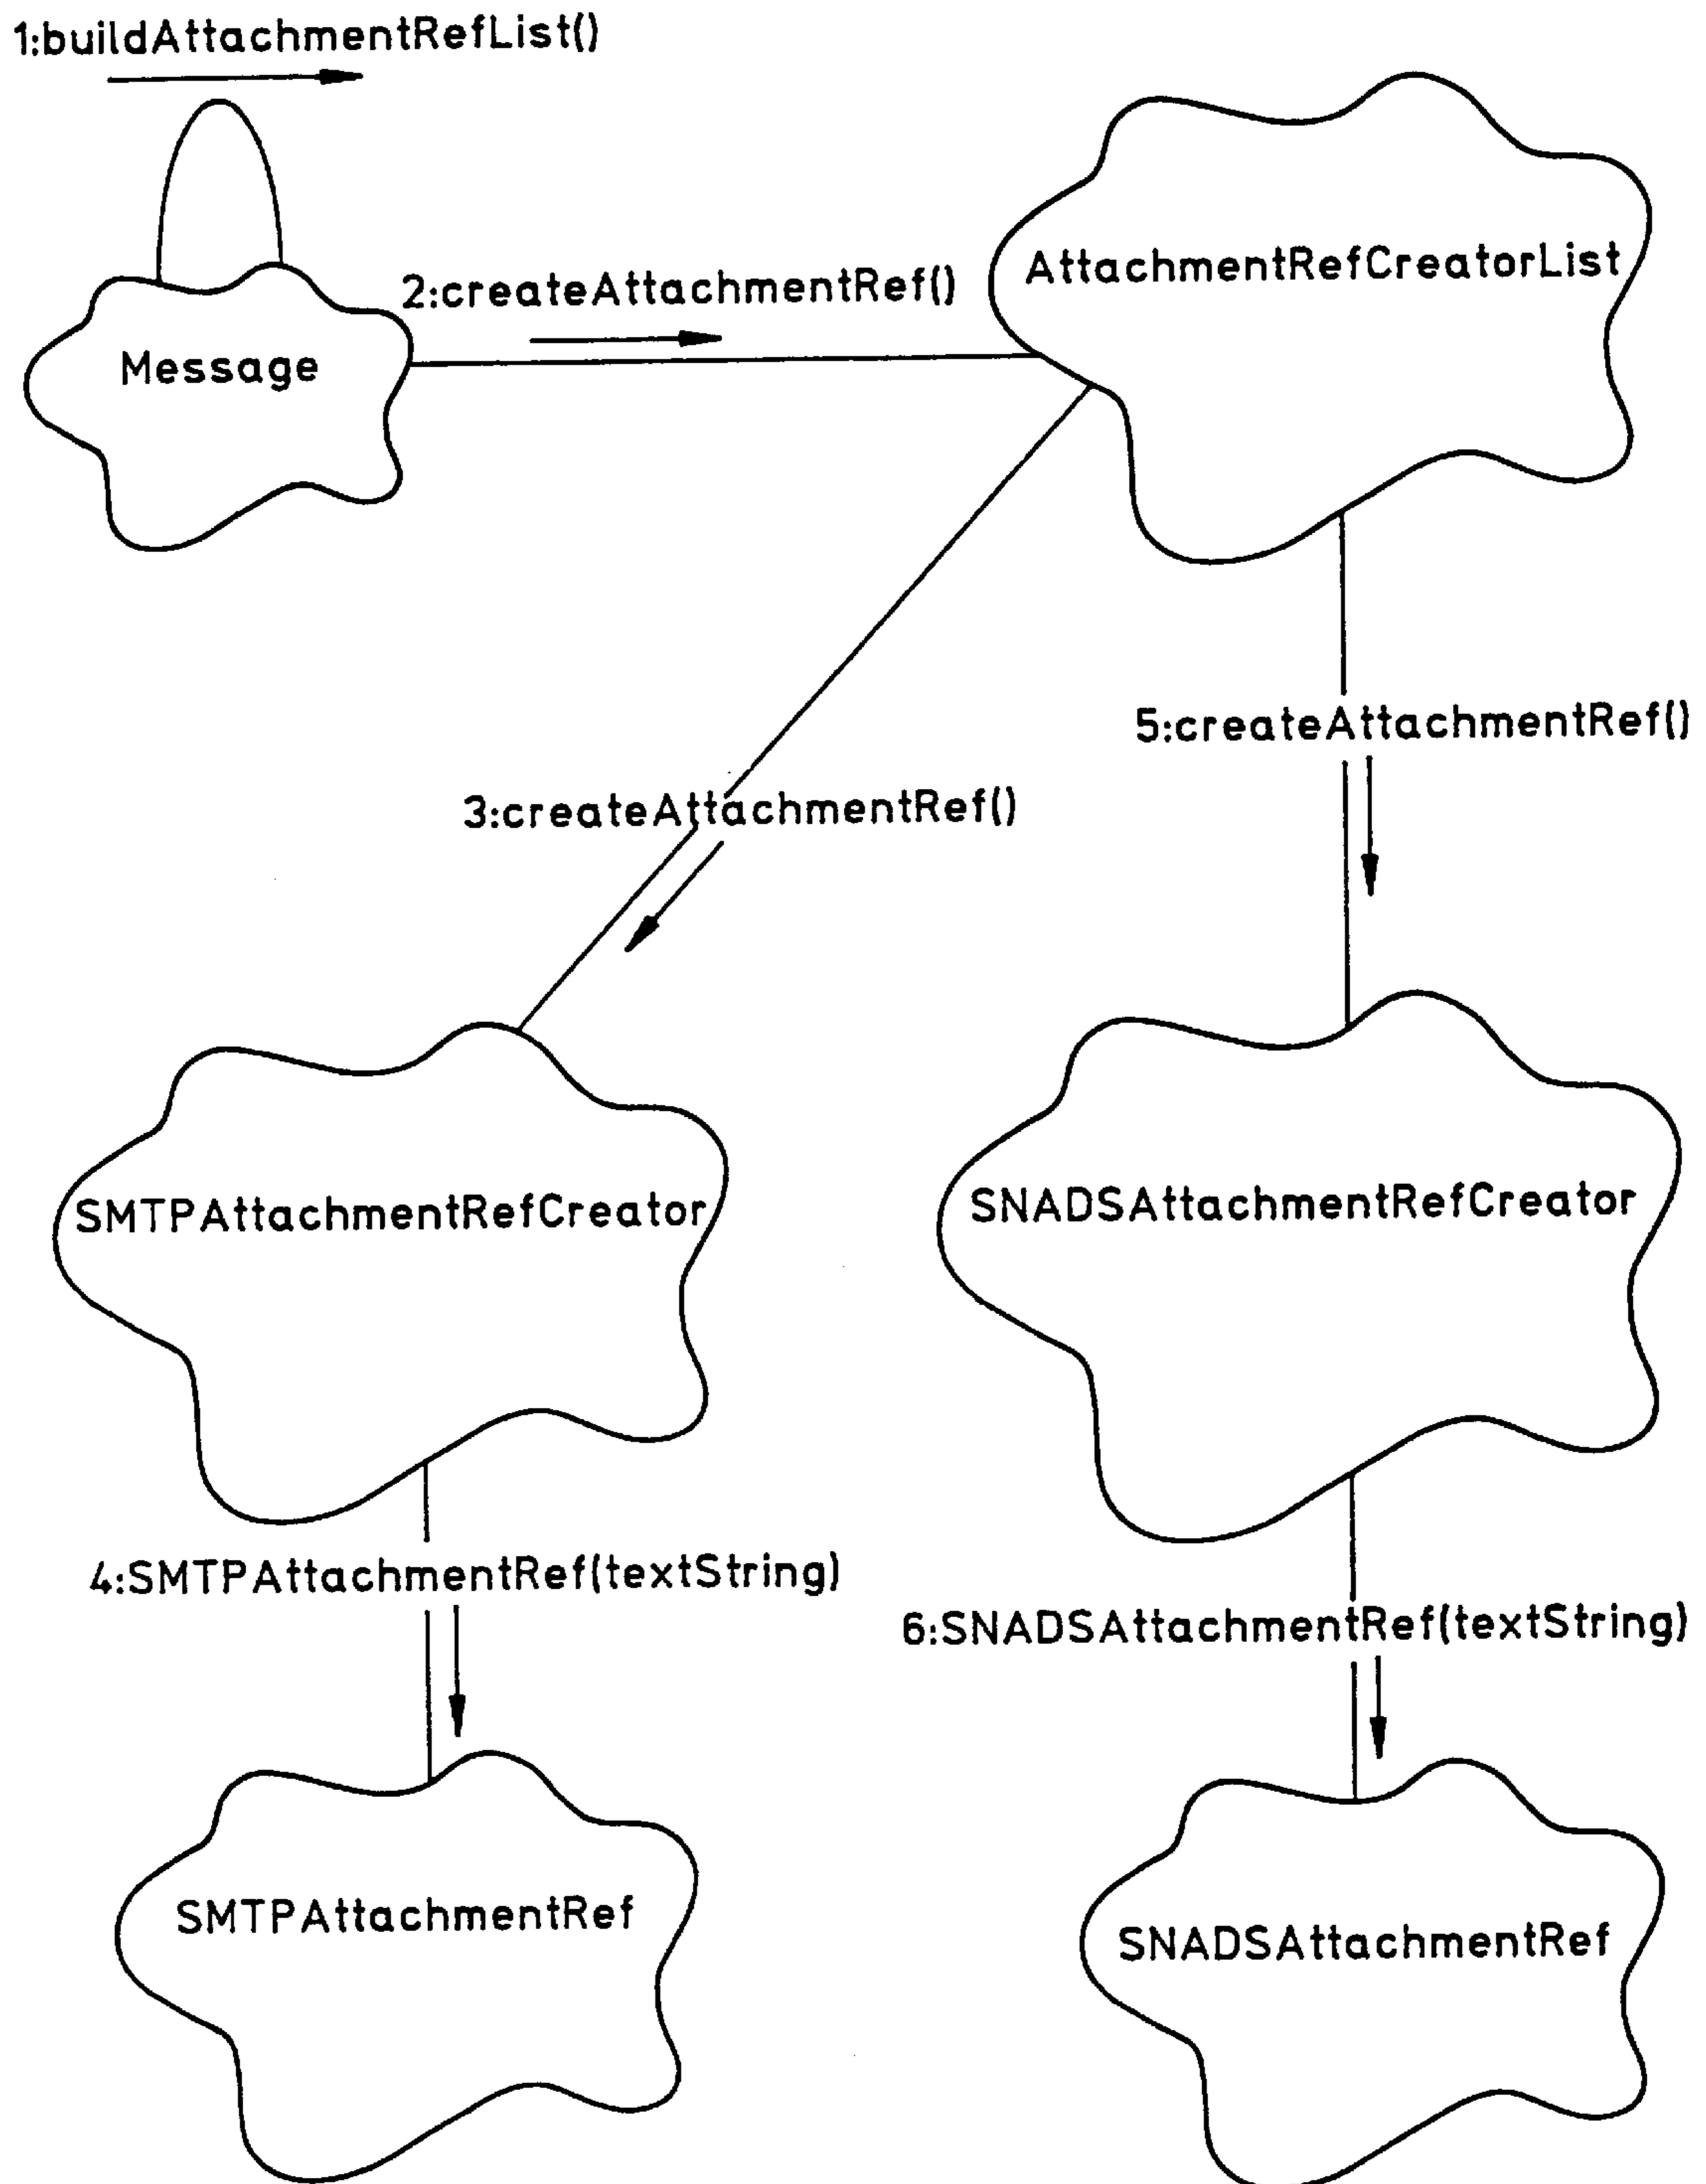 1:buildAttachmentRefList()
AttachmentRefCreatorList
2:createAttachmentRef()
Message
5:createAttachmentRef()
3:createAttachmentRef()
SMTPAttachmentRefCreator
SNADSAttachmentRefCreator
4:SMTPAttachmentRef(textString)
6:SNADSAttachmentRef(textString)
SMTPAttachmentRef
SNADSAttachmentRef